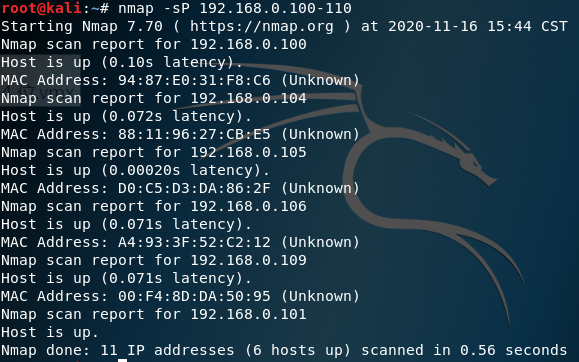 root@kali:~# nmap -sP 192.168.0.100-110
Starting Nmap 7.70 ( https://nmap.org ) at 2020-11-16 15:44 CST
Nmap scan report for 192.168.0.100
Host is up (0.10s latency).
MAC Address: 94:87:E0:31:F8:C6 (Unknown)
Nmap scan report for 192.168.0.104
Host is up (0.072s latency).
MAC Address: 88:11:96:27:CB:E5 (Unknown)
Nmap scan report for 192.168.0.105
Host is up (0.00020s latency).
MAC Address: D0:C5:D3:DA:86:2F (Unknown)
Nmap scan report for 192.168.0.106
Host is up (0.071s latency).
MAC Address: A4:93:3F:52:C2:12 (Unknown)
Nmap scan report for 192.168.0.109
Host is up (0.071s latency).
MAC Address: 00:F4:8D:DA:50:95 (Unknown)
Nmap scan report for 192.168.0.101
Host is up.
Nmap done: 11 IP addresses (6 hosts up) scanned in 0.56 seconds